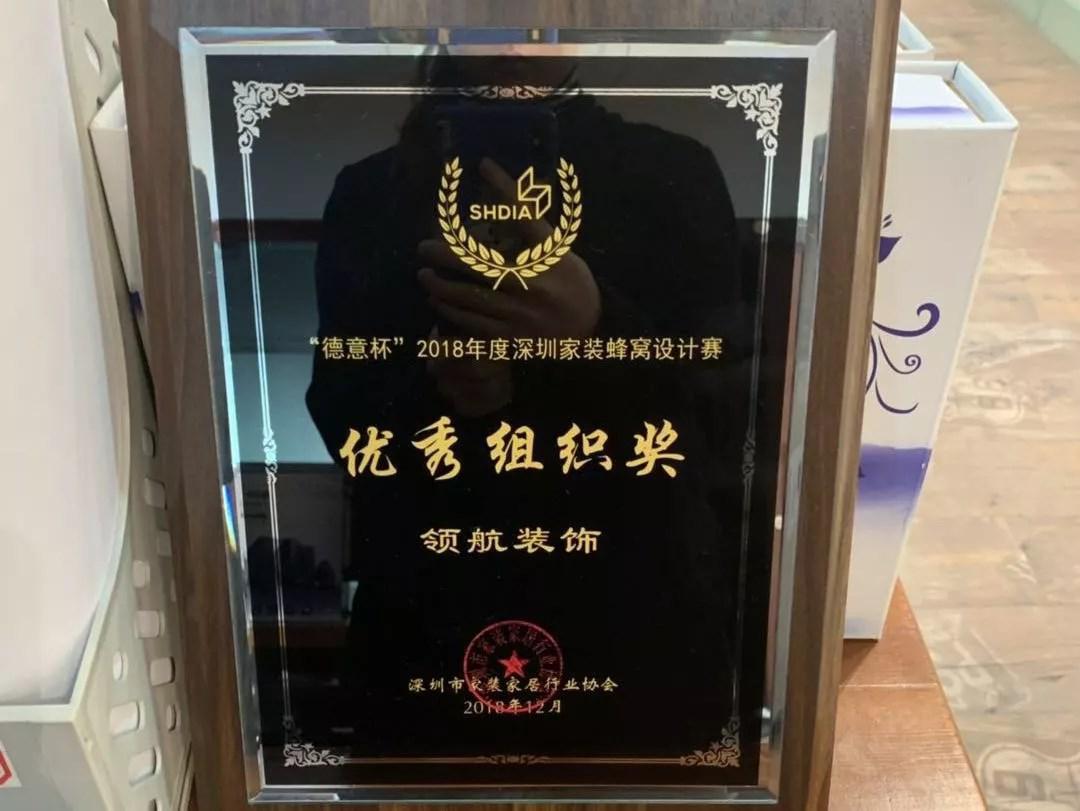 SHDIA
“德意杯”2018年度深圳家装蜂窝设计赛
优秀组织奖
领航装饰
深圳市家装家居行业协会
2018年12月